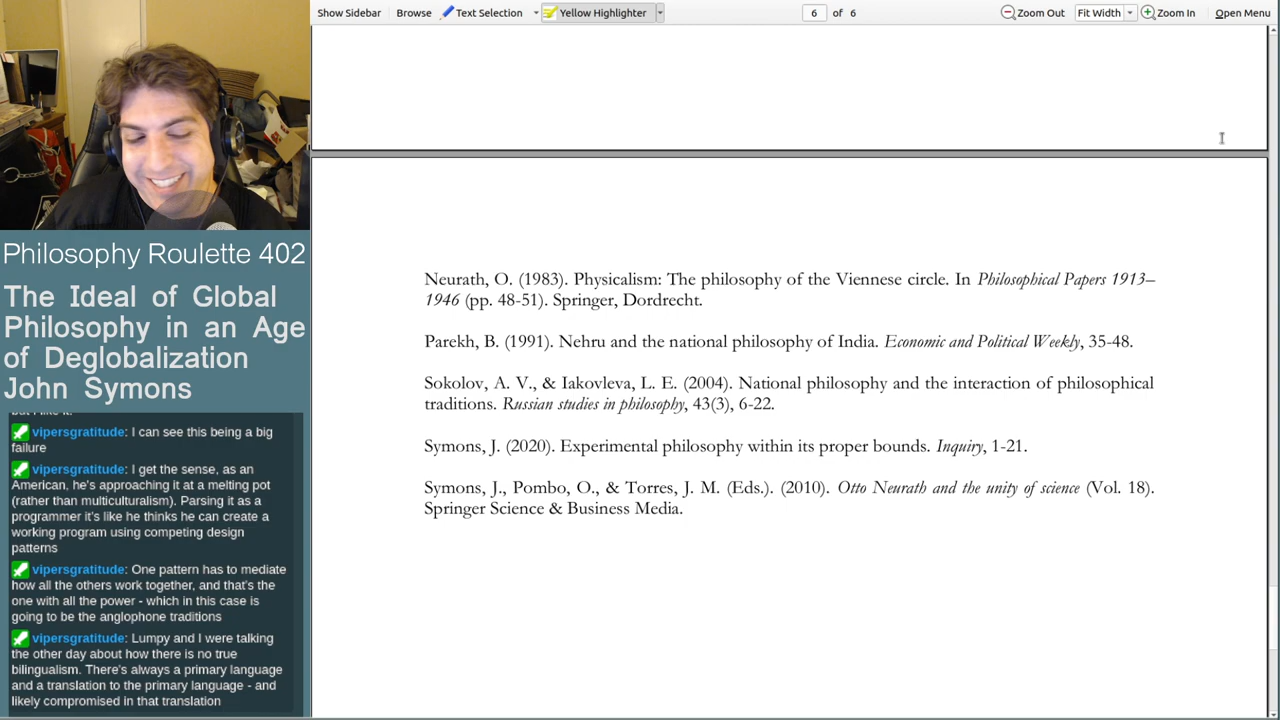 Show Sidebar Browse Text Selection Yellow Highlighter 6 of 6 Zoom Out Fit Width Zoom In Open Menu
Philosophy Roulette 402
The Ideal of Global
Philosophy in an Age
of Deglobalization
John Symons
but I like it.
vipersgratitude: I can see this being a big
failure
vipersgratitude: I get the sense, as an
American, he's approaching it at a melting pot
(rather than multiculturalism). Parsing it as a
programmer it's like he thinks he can create a
working program using competing design
patterns
vipersgratitude: One pattern has to mediate
how all the others work together, and that's the
one with all the power - which in this case is
going to be the anglophone traditions
vipersgratitude: Lumpy and I were talking
the other day about how there is no true
bilingualism. There's always a primary language
and a translation to the primary language - and
likely compromised in that translation
Neurath, O. (1983). Physicalism: The philosophy of the Viennese circle. In Philosophical Papers 1913–
1946 (pp. 48-51). Springer, Dordrecht.
Parekh, B. (1991). Nehru and the national philosophy of India. Economic and Political Weekly, 35-48.
Sokolov, A. V., & Iakovleva, L. E. (2004). National philosophy and the interaction of philosophical
traditions. Russian studies in philosophy, 43(3), 6-22.
Symons, J. (2020). Experimental philosophy within its proper bounds. Inquiry, 1-21.
Symons, J., Pombo, O., & Torres, J. M. (Eds.). (2010). Otto Neurath and the unity of science (Vol. 18).
Springer Science & Business Media.